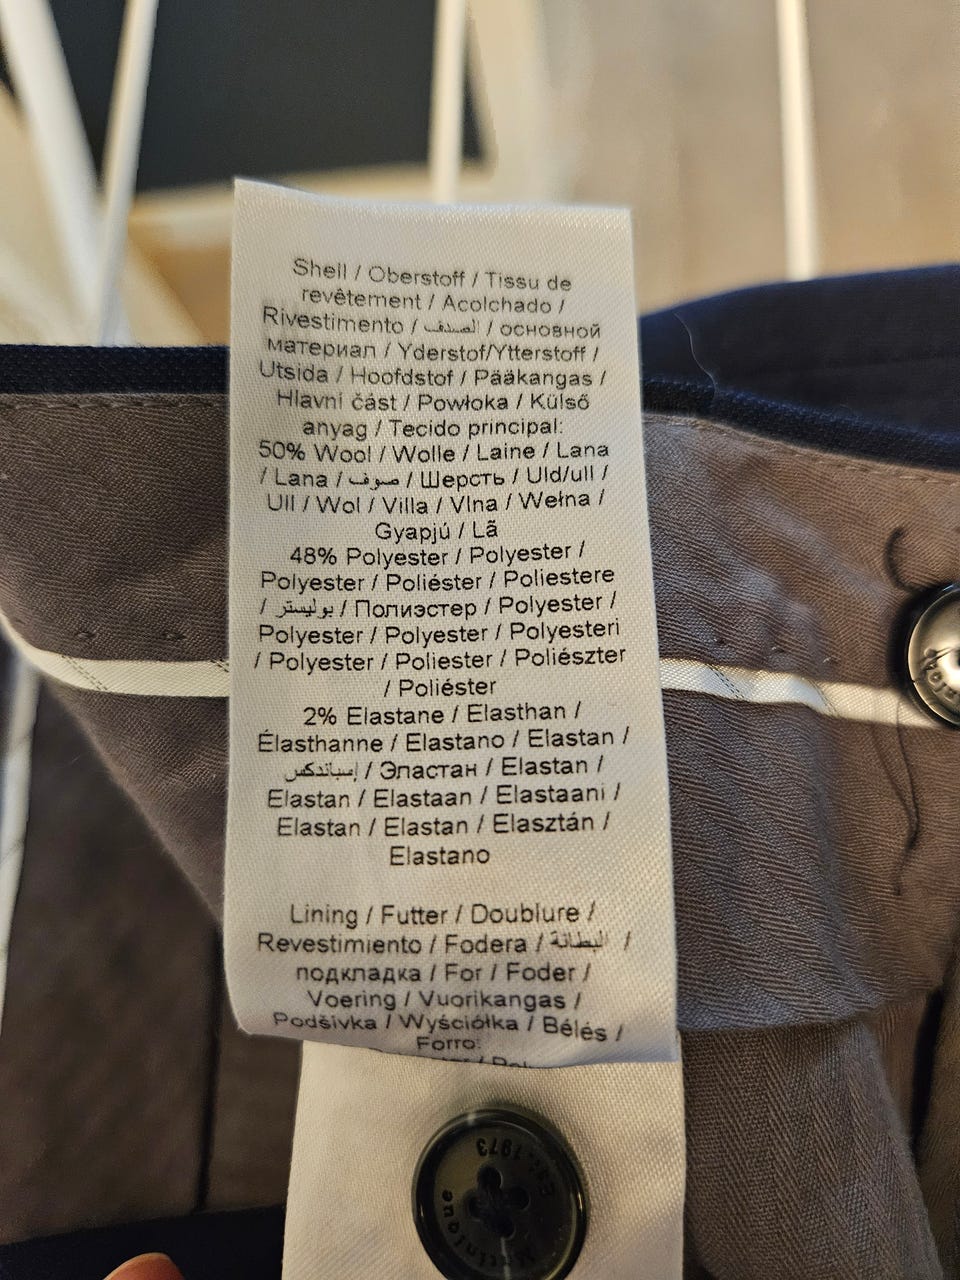 Shell / Oberstoff / Tissu de
revêtement / Acolchado /
Rivestimento / الصدف / основной
материал / Yderstof/Ytterstoff /
Utsida / Hoofdstof / Pääkangas /
Hlavní část / Powłoka / Külső
anyag / Tecido principal:
50% Wool / Wolle / Laine / Lana
/ Lana / صوف / Шерсть / Uld/ull /
Ull / Wol / Villa / Vlna / Wełna /
Gyapjú / Lã
48% Polyester / Polyester /
Polyester / Poliéster / Poliestere
/ بوليستر / Полиэстер / Polyester /
Polyester / Polyester / Polyesteri
/ Polyester / Poliester / Poliészter
/ Poliéster
2% Elastane / Elasthan /
Élasthanne / Elastano / Elastan /
إسباندكس / Эластан / Elastan /
Elastan / Elastaan / Elastaani /
Elastan / Elastan / Elasztán /
Elastano
Lining / Futter / Doublure /
Revestimiento / Fodera / البطانة /
подкладка / For / Foder /
Voering / Vuorikangas /
Podšívka / Wyściółka / Bélés /
Forro:
Est. 1973